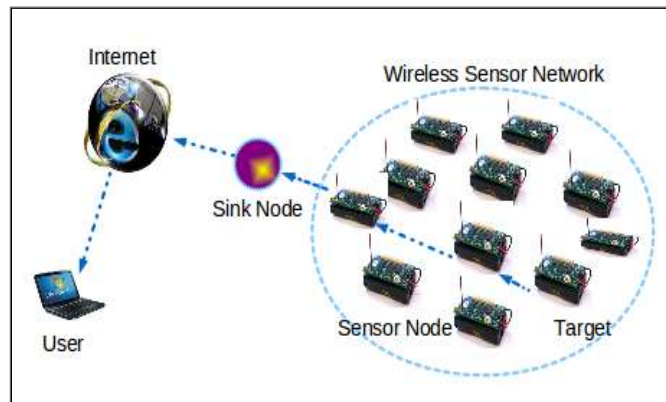 Internet
Wireless Sensor Network
Sink Node
Sensor Node
Target
User